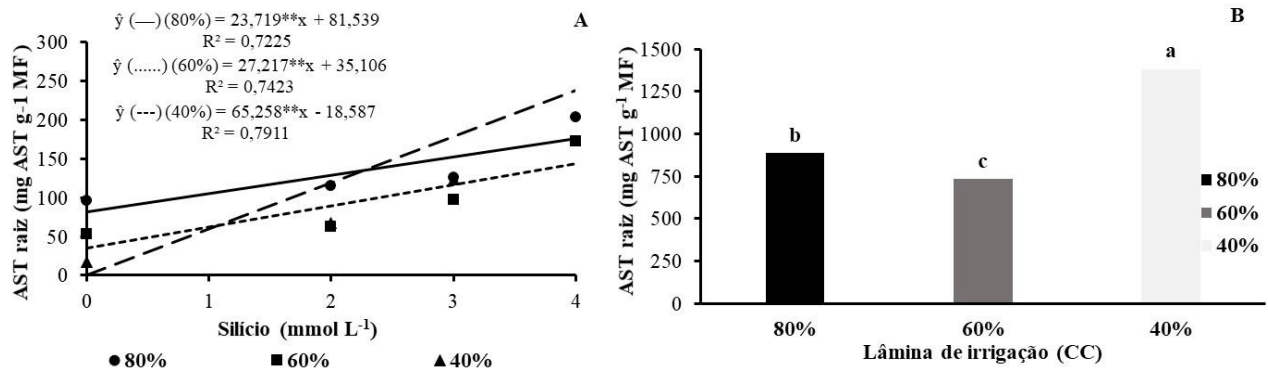 ŷ (—) (80%) = 23,719**x + 81,539
R² = 0,7225
A
ŷ (......) (60%) = 27,217**x + 35,106
R² = 0,7423
ŷ (---) (40%) = 65,258**x - 18,587
R² = 0,7911
AST raiz (mg AST g-1 MF)
300
250
200
150
100
50
0
0 1 2 3 4
Silício (mmol L⁻¹)
80% 60% 40%
B
AST raiz (mg AST g⁻¹ MF)
1500
1250
1000
750
500
250
0
b
c
a
80%
60%
40%
80% 60% 40%
Lâmina de irrigação (CC)